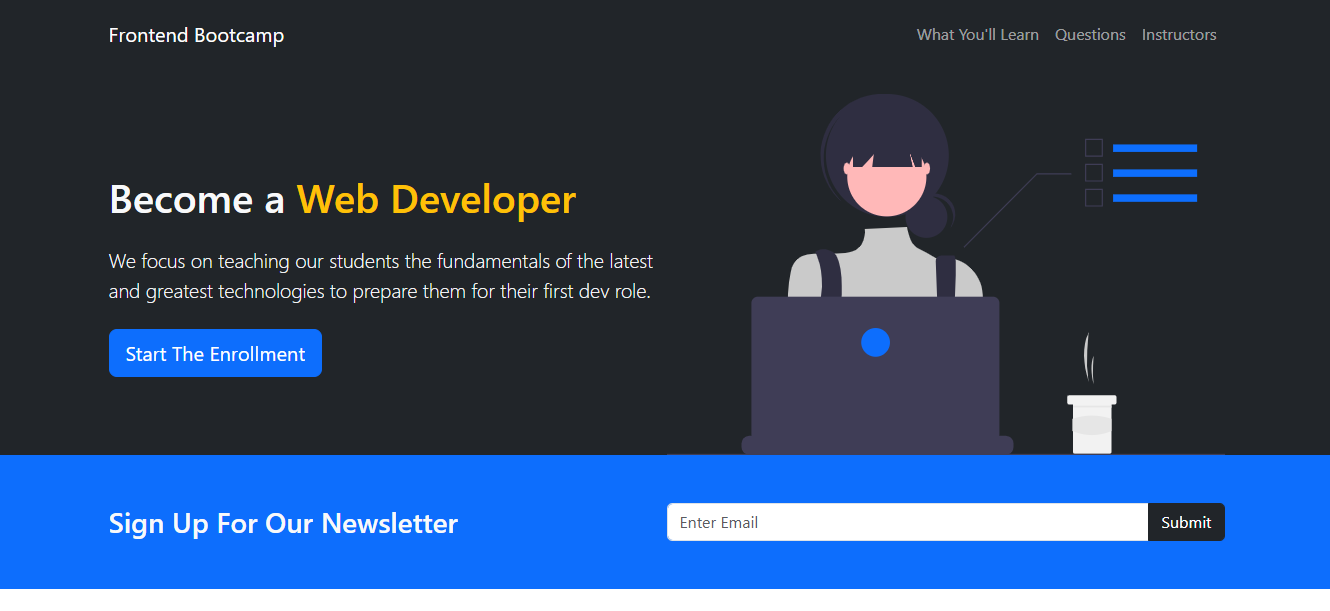 Frontend Bootcamp
What You'll Learn Questions Instructors
Become a Web Developer
We focus on teaching our students the fundamentals of the latest
and greatest technologies to prepare them for their first dev role.
Start The Enrollment
Sign Up For Our Newsletter
Enter Email
Submit